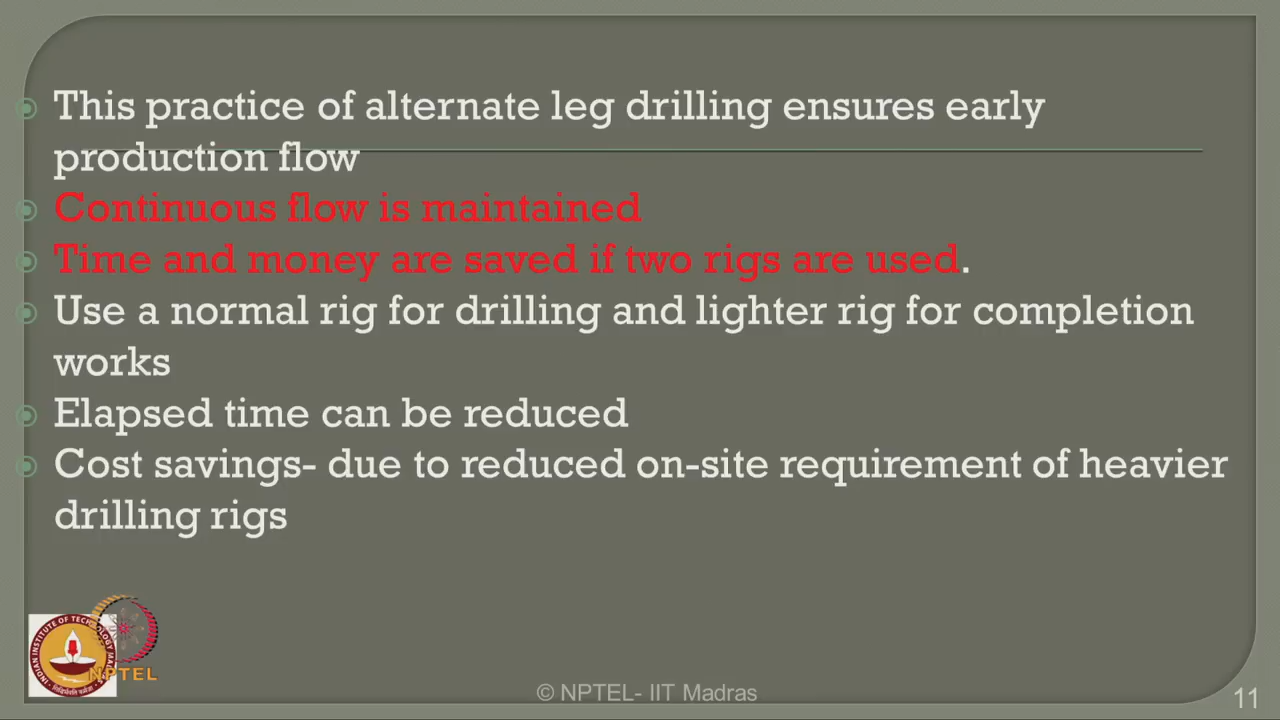 This practice of alternate leg drilling ensures early
production flow
Continuous flow is maintained
Time and money are saved if two rigs are used.
Use a normal rig for drilling and lighter rig for completion
works
Elapsed time can be reduced
Cost savings- due to reduced on-site requirement of heavier
drilling rigs
NPTEL
© NPTEL- IIT Madras
11